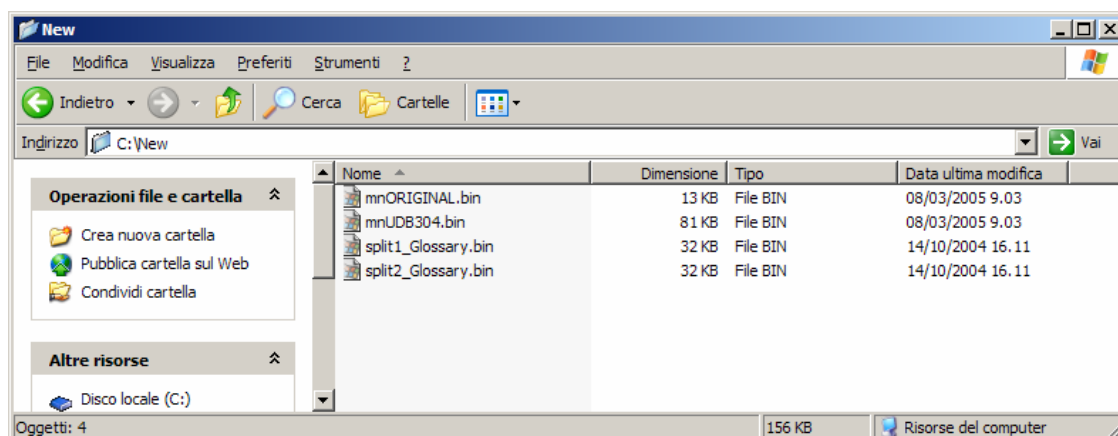 New
File Modifica Visualizza Preferiti Strumenti ?
Indietro Cerca Cartelle
Indirizzo C:\New Vai
Operazioni file e cartella
Crea nuova cartella
Pubblica cartella sul Web
Condividi cartella
Altre risorse
Disco locale (C:)
Nome Dimensione Tipo Data ultima modifica
mnORIGINAL.bin 13 KB File BIN 08/03/2005 9.03
mnUDB304.bin 81 KB File BIN 08/03/2005 9.03
split1_Glossary.bin 32 KB File BIN 14/10/2004 16.11
split2_Glossary.bin 32 KB File BIN 14/10/2004 16.11
Oggetti: 4 156 KB Risorse del computer